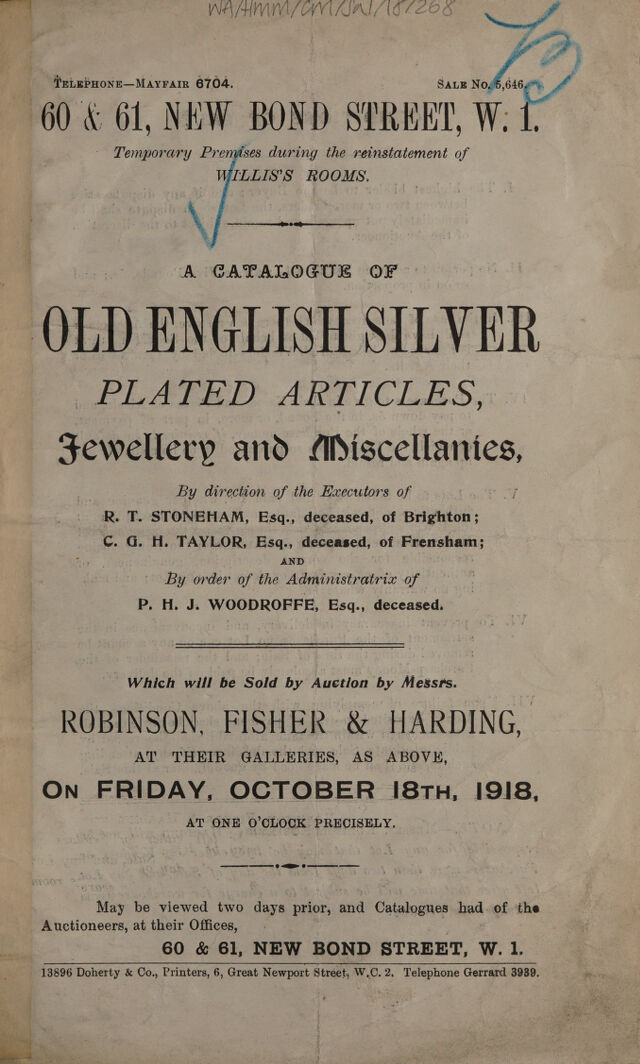 WA/HMM/CM/Sal/18/268
TELEPHONE—MAYFAIR 6704. SALE No. 5,646.
60 & 61, NEW BOND STREET, W. 1.
Temporary Premises during the reinstatement of
WILLIS'S ROOMS.
A CATALOGUE OF
OLD ENGLISH SILVER
PLATED ARTICLES,
Jewellery and Miscellanies,
By direction of the Executors of
R. T. STONEHAM, Esq., deceased, of Brighton;
C. G. H. TAYLOR, Esq., deceased, of Frensham;
AND
By order of the Administratrix of
P. H. J. WOODROFFE, Esq., deceased.
Which will be Sold by Auction by Messrs.
ROBINSON, FISHER & HARDING,
AT THEIR GALLERIES, AS ABOVE,
ON FRIDAY, OCTOBER 18TH, 1918,
AT ONE O'CLOCK PRECISELY.
May be viewed two days prior, and Catalogues had of the
Auctioneers, at their Offices,
60 & 61, NEW BOND STREET, W. 1.
13896 Doherty & Co., Printers, 6, Great Newport Street, W.C. 2. Telephone Gerrard 3939.